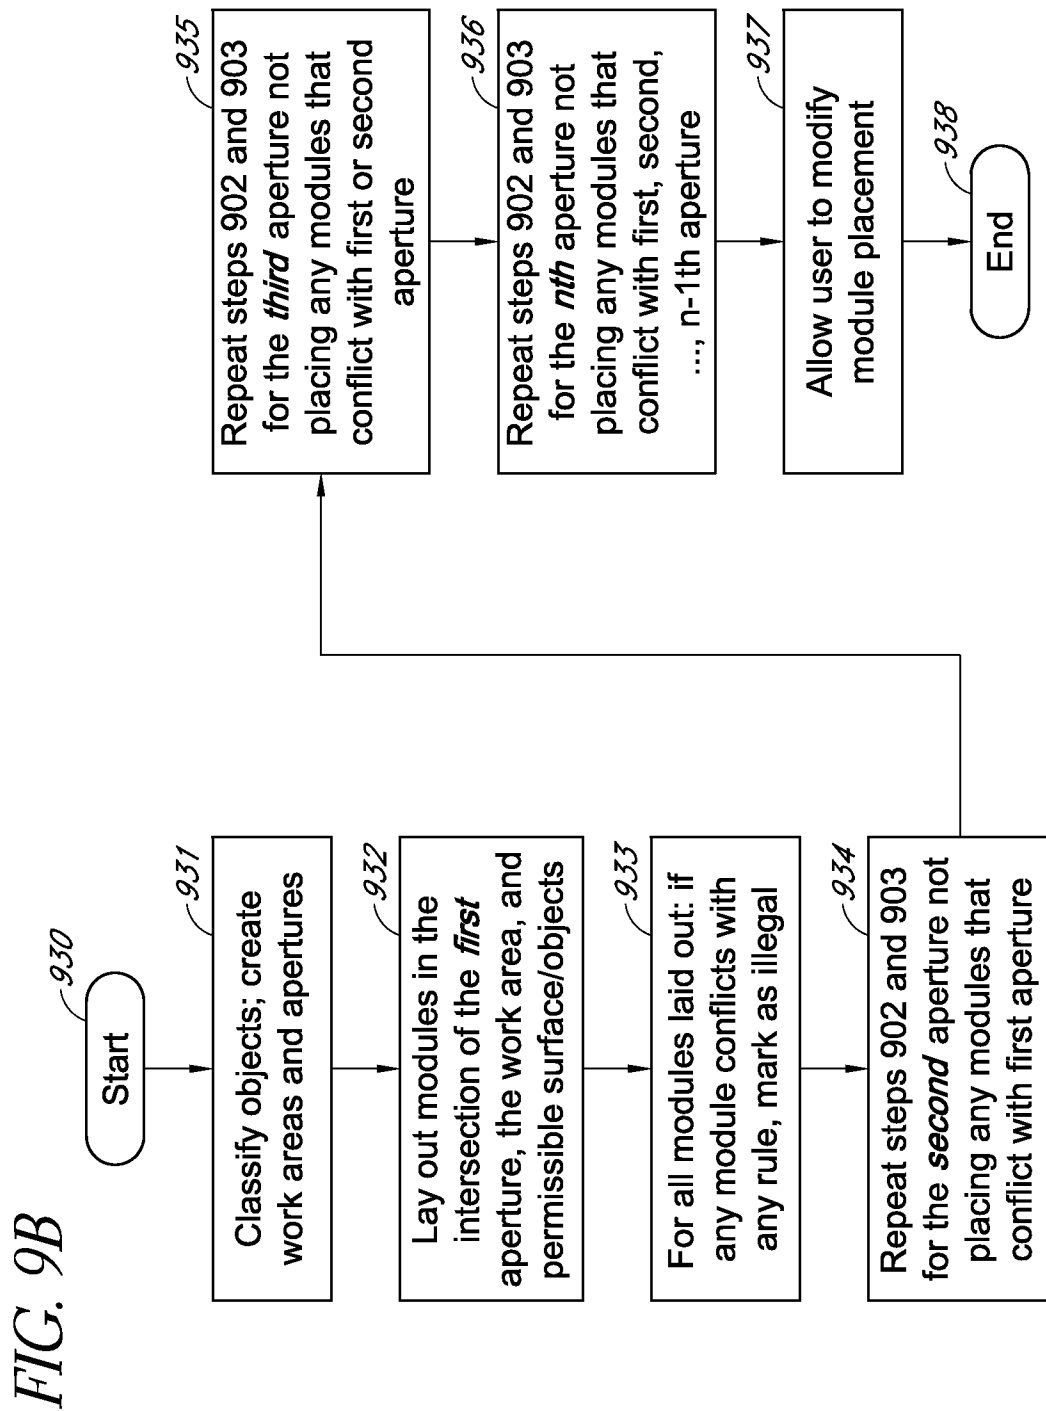 FIG. 9B
930
Start
931
Classify objects; create
work areas and apertures
932
Lay out modules in the
intersection of the first
aperture, the work area, and
permissible surface/objects
933
For all modules laid out: if
any module conflicts with
any rule, mark as illegal
934
Repeat steps 902 and 903
for the second aperture not
placing any modules that
conflict with first aperture
935
Repeat steps 902 and 903
for the third aperture not
placing any modules that
conflict with first or second
aperture
936
Repeat steps 902 and 903
for the nth aperture not
placing any modules that
conflict with first, second,
..., n-1th aperture
937
Allow user to modify
module placement
938
End